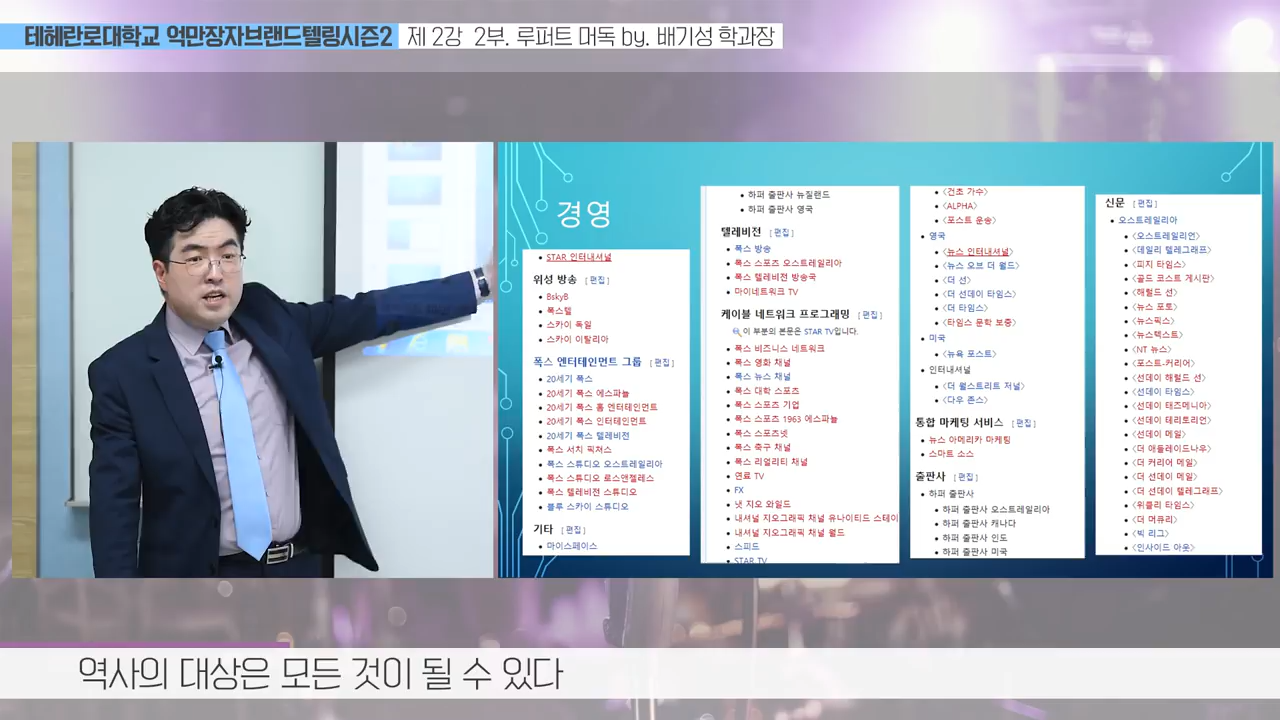 테헤란로대학교 억만장자브랜드텔링시즌2 제 2강 2부. 루퍼트 머독 by. 배기성 학과장
경영
STAR 인터내셔널
위성 방송 [편집]
BskyB
폭스텔
스카이 독일
스카이 이탈리아
폭스 엔터테인먼트 그룹 [편집]
20세기 폭스
20세기 폭스 에스파뇰
20세기 폭스 홈 엔터테인먼트
20세기 폭스 인터테인먼트
20세기 폭스 텔레비전
폭스 서치 픽쳐스
폭스 스튜디오 오스트레일리아
폭스 스튜디오 로스앤젤레스
폭스 텔레비전 스튜디오
블루 스카이 스튜디오
기타 [편집]
마이스페이스
하퍼 출판사 뉴질랜드
하퍼 출판사 영국
텔레비전 [편집]
폭스 방송
폭스 스포츠 오스트레일리아
폭스 텔레비전 방송국
마이네트워크 TV
케이블 네트워크 프로그래밍 [편집]
이 부분의 본문은 STAR TV입니다.
폭스 비즈니스 네트워크
폭스 영화 채널
폭스 뉴스 채널
폭스 대학 스포츠
폭스 스포츠 기업
폭스 스포츠 1963 에스파뇰
폭스 스포츠넷
폭스 축구 채널
폭스 리얼리티 채널
연료 TV
FX
냇 지오 와일드
내셔널 지오그래픽 채널 유나이티드 스테이
내셔널 지오그래픽 채널 월드
스피드
STAR TV
〈건초 가수〉
〈ALPHA〉
〈포스트 운송〉
영국
〈뉴스 인터내셔널〉
〈뉴스 오브 더 월드〉
〈더 선〉
〈더 선데이 타임스〉
〈더 타임스〉
〈타임스 문학 보충〉
미국
〈뉴욕 포스트〉
인터내셔널
〈더 월스트리트 저널〉
〈다우 존스〉
통합 마케팅 서비스 [편집]
뉴스 아메리카 마케팅
스마트 소스
출판사 [편집]
하퍼 출판사
하퍼 출판사 오스트레일리아
하퍼 출판사 캐나다
하퍼 출판사 인도
하퍼 출판사 미국
신문 [편집]
오스트레일리아
〈오스트레일리언〉
〈데일리 텔레그래프〉
〈피지 타임스〉
〈골드 코스트 게시판〉
〈해럴드 선〉
〈뉴스 포토〉
〈뉴스픽스〉
〈뉴스텍스트〉
〈NT 뉴스〉
〈포스트-커리어〉
〈선데이 해럴드 선〉
〈선데이 타임스〉
〈선데이 태즈메니아〉
〈선데이 테리토리언〉
〈선데이 메일〉
〈더 애들레이드나우〉
〈더 커리어 메일〉
〈더 선데이 메일〉
〈더 선데이 텔레그래프〉
〈위클리 타임스〉
〈더 머큐리〉
〈빅 리그〉
〈인사이드 아웃〉
역사의 대상은 모든 것이 될 수 있다